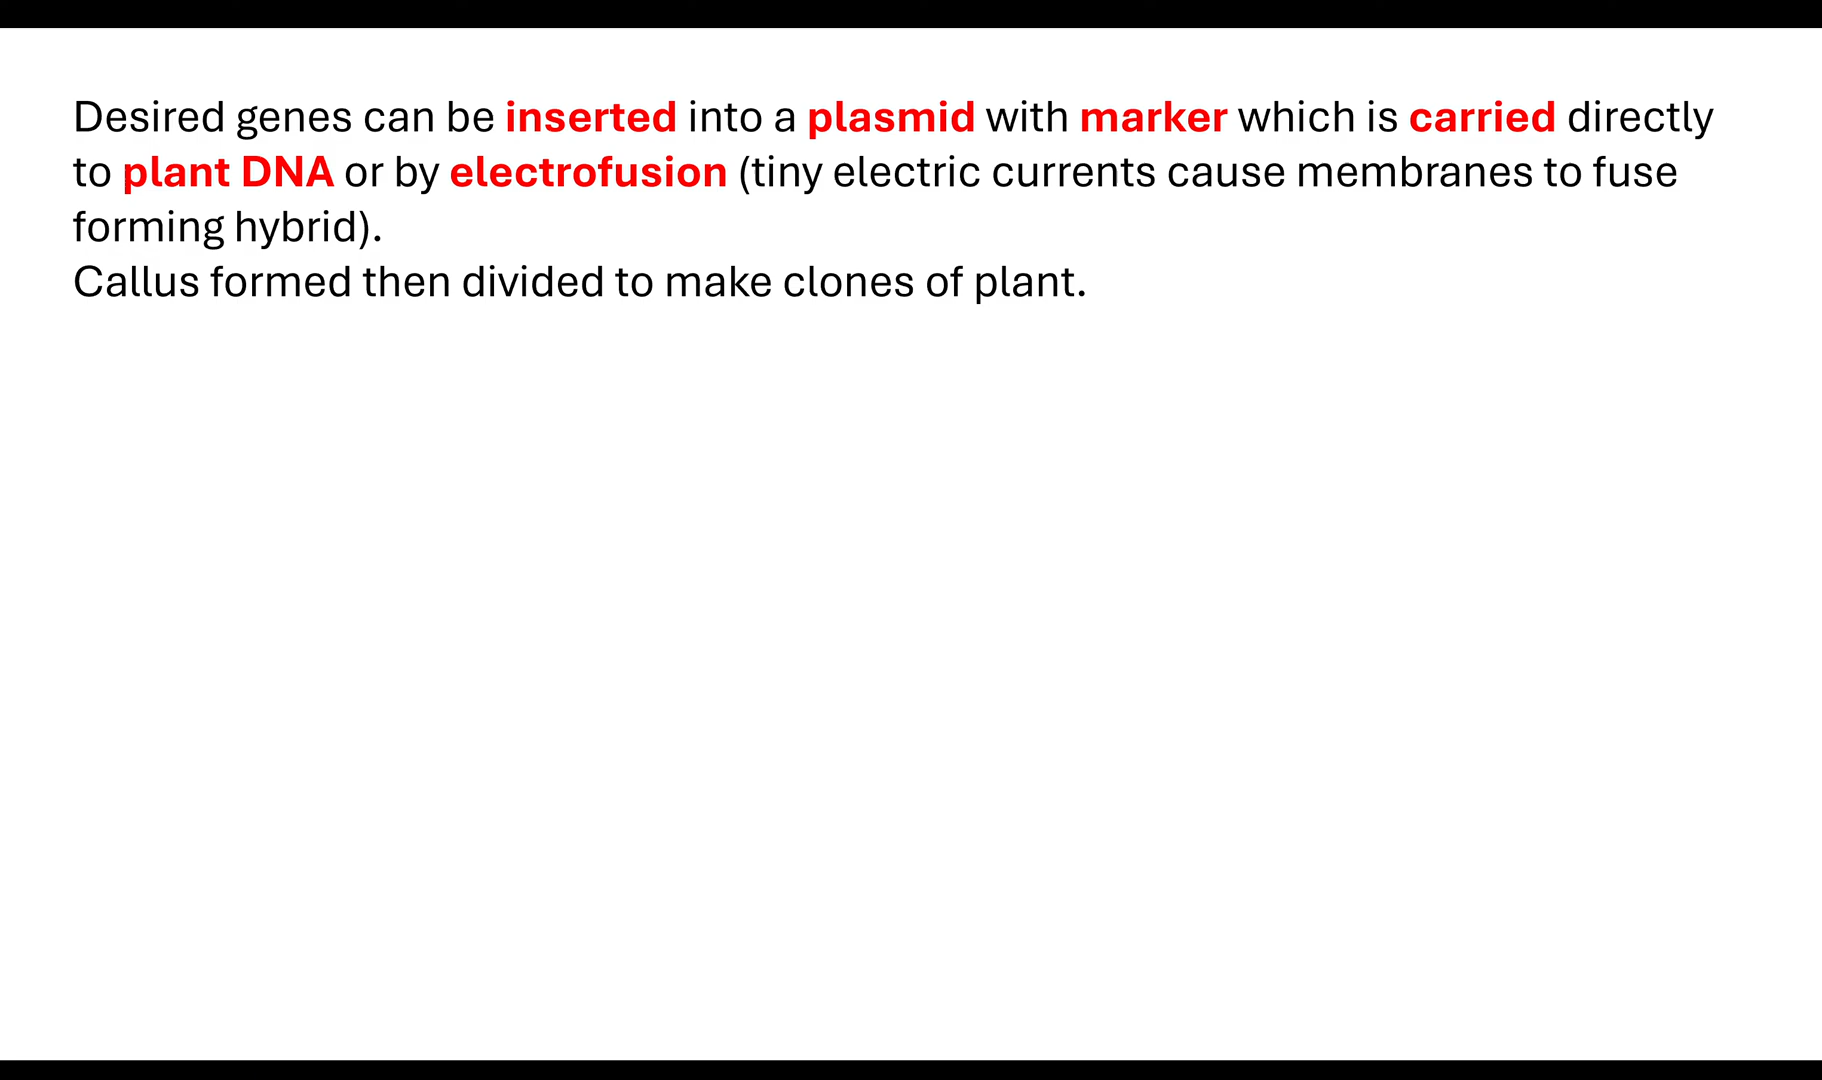 Desired genes can be inserted into a plasmid with marker which is carried directly
to plant DNA or by electrofusion (tiny electric currents cause membranes to fuse
forming hybrid).
Callus formed then divided to make clones of plant.